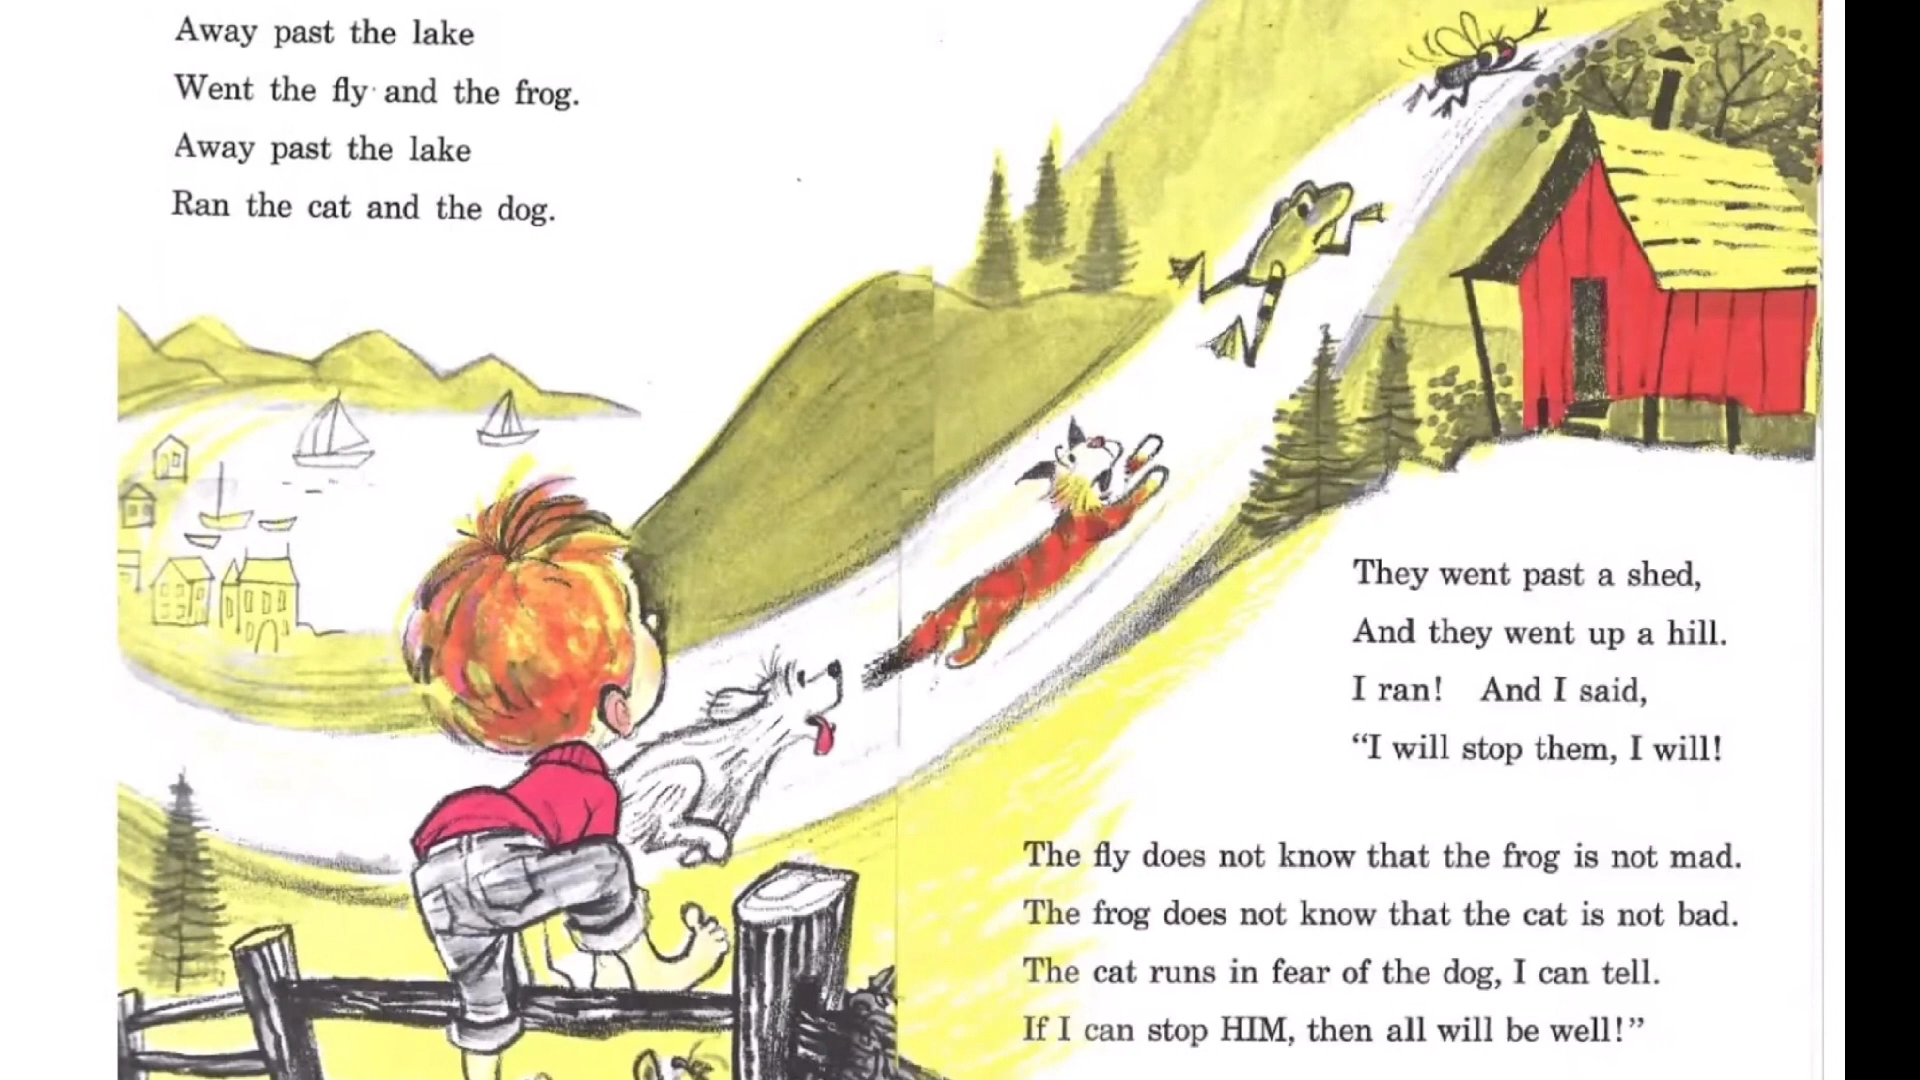 Away past the lake
Went the fly and the frog.
Away past the lake
Ran the cat and the dog.
They went past a shed,
And they went up a hill.
I ran! And I said,
“I will stop them, I will!
The fly does not know that the frog is not mad.
The frog does not know that the cat is not bad.
The cat runs in fear of the dog, I can tell.
If I can stop HIM, then all will be well!”